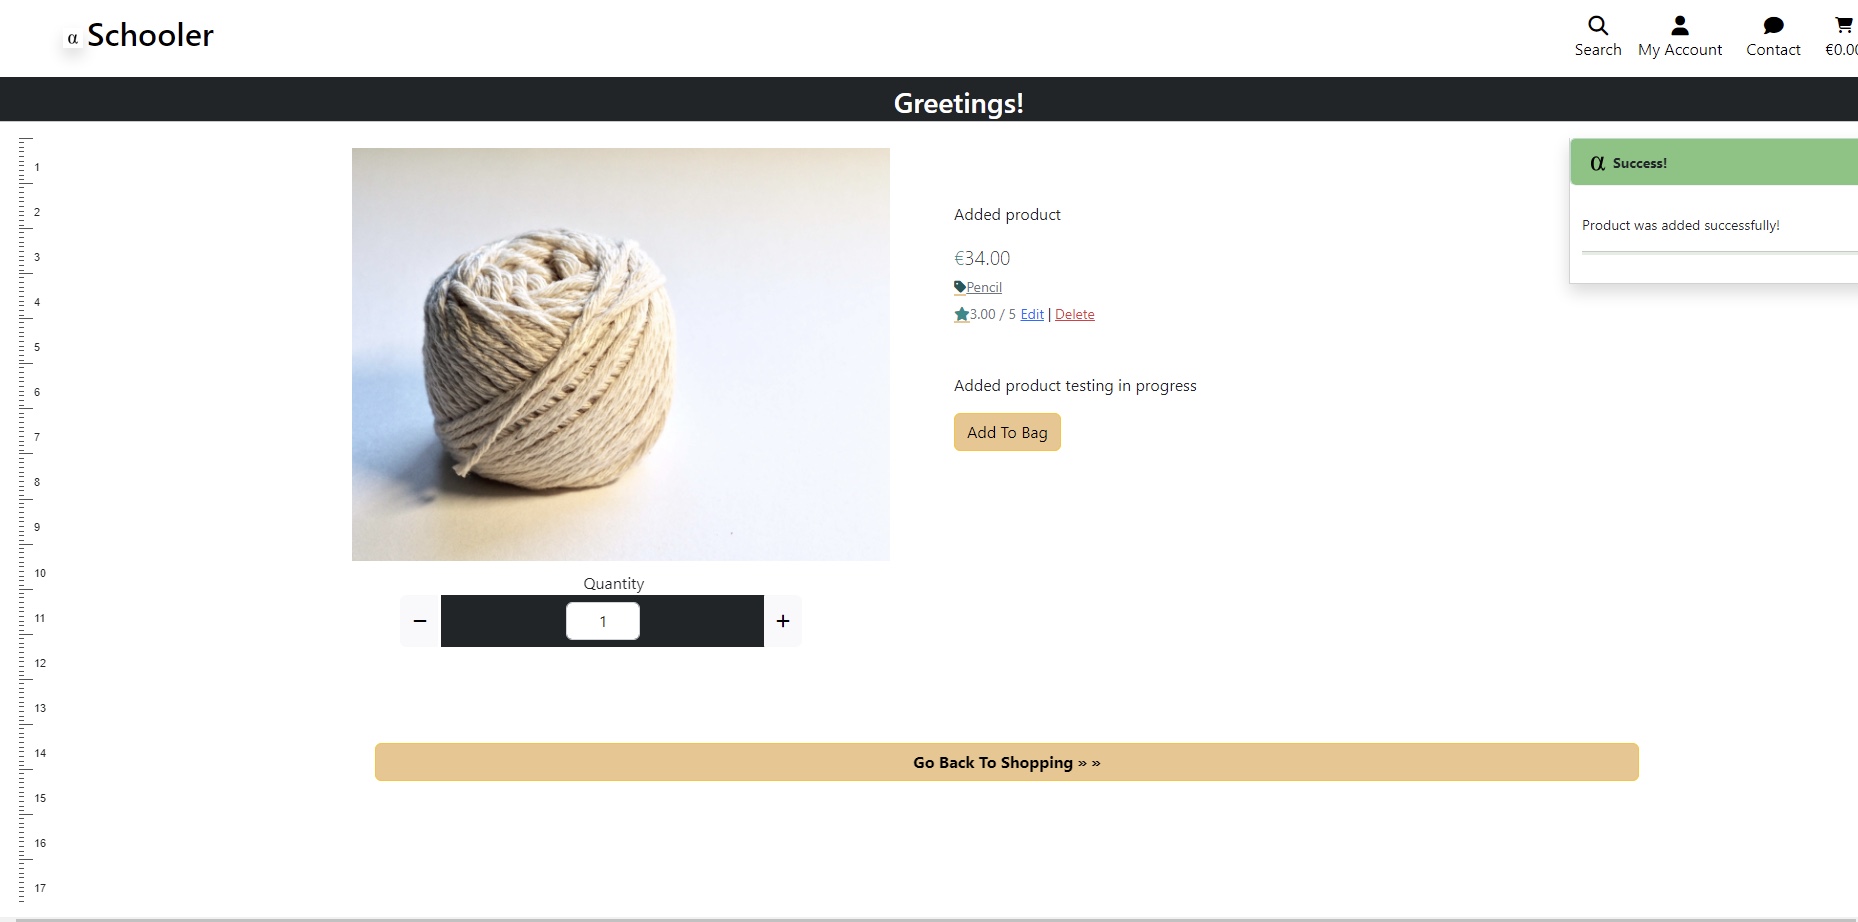 α Schooler
Search
My Account
Contact
€0.00
Greetings!
α Success!
Product was added successfully!
Added product
€34.00
Pencil
3.00 / 5 Edit | Delete
Added product testing in progress
Add To Bag
Quantity
− 1 +
Go Back To Shopping » »
1
2
3
4
5
6
7
8
9
10
11
12
13
14
15
16
17